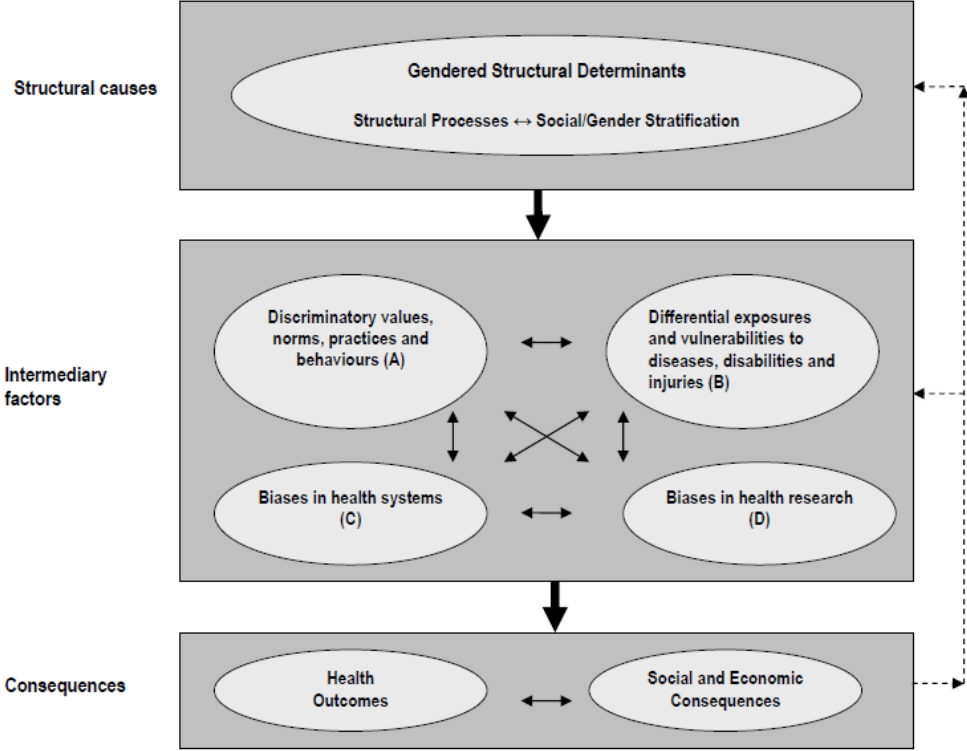 Structural causes
Gendered Structural Determinants
Structural Processes ↔ Social/Gender Stratification
Intermediary
factors
Discriminatory values,
norms, practices and
behaviours (A)
Differential exposures
and vulnerabilities to
diseases, disabilities and
injuries (B)
Biases in health systems
(C)
Biases in health research
(D)
Consequences
Health
Outcomes
Social and Economic
Consequences